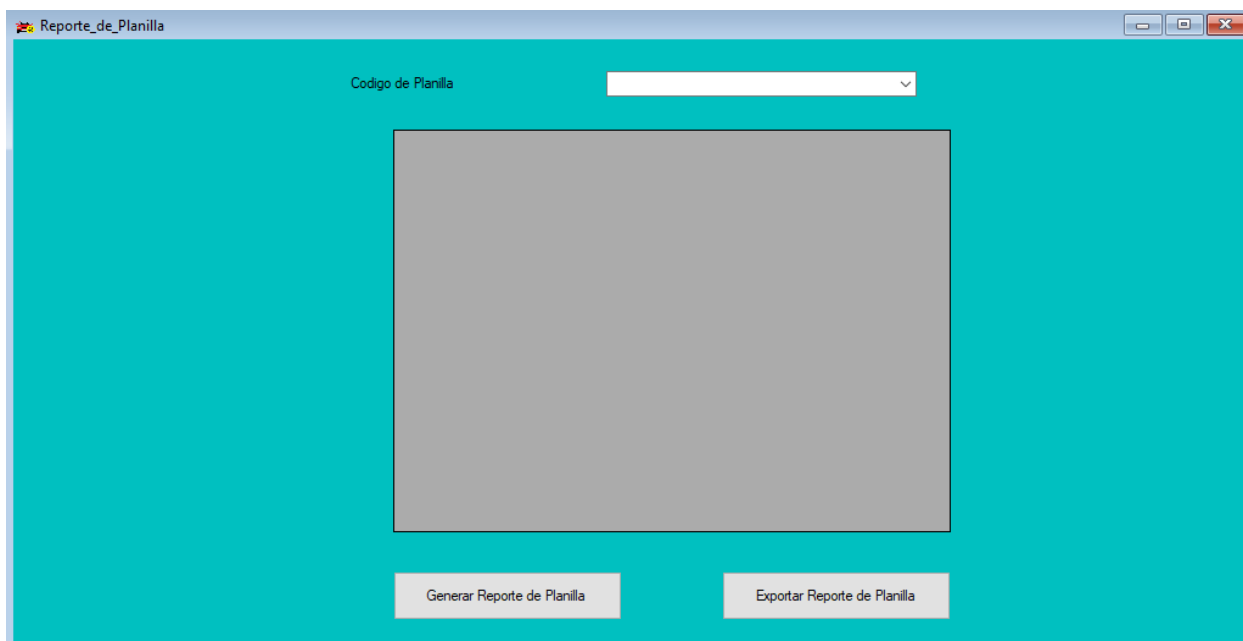 Reporte_de_Planilla
Codigo de Planilla
Generar Reporte de Planilla
Exportar Reporte de Planilla